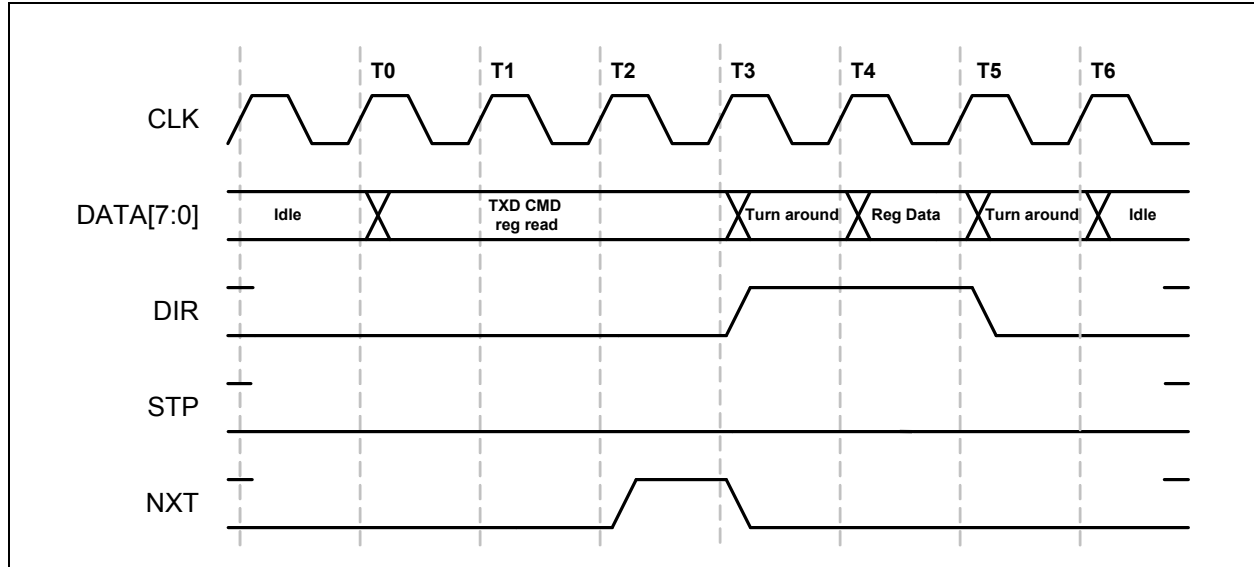 T0 T1 T2 T3 T4 T5 T6
CLK
DATA[7:0]
Idle
TXD CMD
reg read
Turn around
Reg Data
Turn around
Idle
DIR
STP
NXT